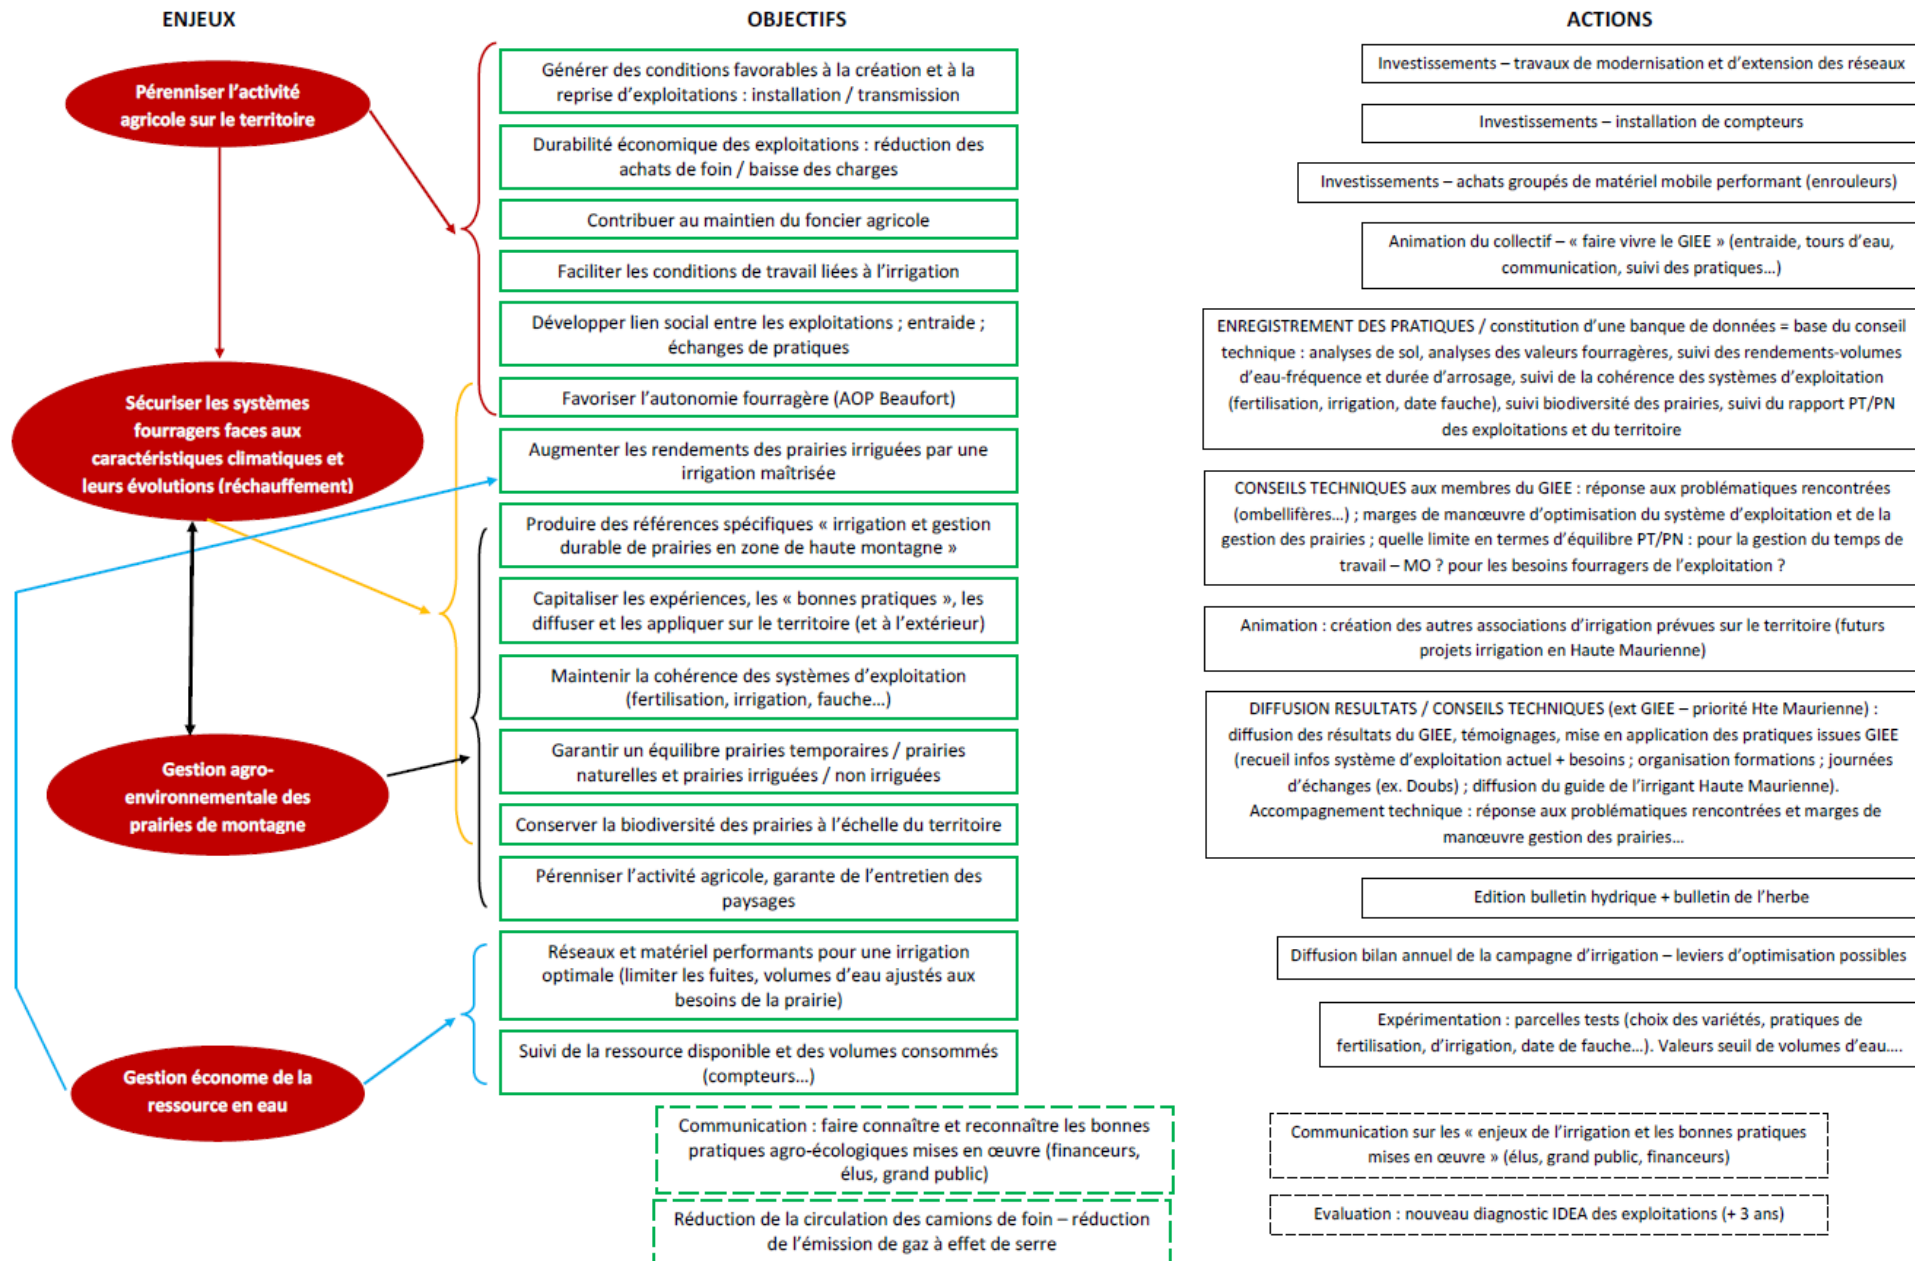 ENJEUX
OBJECTIFS
ACTIONS
Pérenniser l'activité
agricole sur le territoire
Sécuriser les systèmes
fourragers faces aux
caractéristiques climatiques et
leurs évolutions (réchauffement)
Gestion agro-
environnementale des
prairies de montagne
Gestion économe de la
ressource en eau
Générer des conditions favorables à la création et à la
reprise d'exploitations : installation / transmission
Durabilité économique des exploitations : réduction des
achats de foin / baisse des charges
Contribuer au maintien du foncier agricole
Faciliter les conditions de travail liées à l'irrigation
Développer lien social entre les exploitations ; entraide ;
échanges de pratiques
Favoriser l'autonomie fourragère (AOP Beaufort)
Augmenter les rendements des prairies irriguées par une
irrigation maîtrisée
Produire des références spécifiques « irrigation et gestion
durable de prairies en zone de haute montagne »
Capitaliser les expériences, les « bonnes pratiques », les
diffuser et les appliquer sur le territoire (et à l'extérieur)
Maintenir la cohérence des systèmes d'exploitation
(fertilisation, irrigation, fauche...)
Garantir un équilibre prairies temporaires / prairies
naturelles et prairies irriguées / non irriguées
Conserver la biodiversité des prairies à l'échelle du territoire
Pérenniser l'activité agricole, garante de l'entretien des
paysages
Réseaux et matériel performants pour une irrigation
optimale (limiter les fuites, volumes d'eau ajustés aux
besoins de la prairie)
Suivi de la ressource disponible et des volumes consommés
(compteurs...)
Communication : faire connaître et reconnaître les bonnes
pratiques agro-écologiques mises en œuvre (financeurs,
élus, grand public)
Réduction de la circulation des camions de foin – réduction
de l'émission de gaz à effet de serre
Investissements – travaux de modernisation et d'extension des réseaux
Investissements – installation de compteurs
Investissements – achats groupés de matériel mobile performant (enrouleurs)
Animation du collectif – « faire vivre le GIEE » (entraide, tours d'eau,
communication, suivi des pratiques...)
ENREGISTREMENT DES PRATIQUES / constitution d'une banque de données = base du conseil
technique : analyses de sol, analyses des valeurs fourragères, suivi des rendements-volumes
d'eau-fréquence et durée d'arrosage, suivi de la cohérence des systèmes d'exploitation
(fertilisation, irrigation, date fauche), suivi biodiversité des prairies, suivi du rapport PT/PN
des exploitations et du territoire
CONSEILS TECHNIQUES aux membres du GIEE : réponse aux problématiques rencontrées
(ombellifères...) ; marges de manœuvre d'optimisation du système d'exploitation et de la
gestion des prairies ; quelle limite en termes d'équilibre PT/PN : pour la gestion du temps de
travail – MO ? pour les besoins fourragers de l'exploitation ?
Animation : création des autres associations d'irrigation prévues sur le territoire (futurs
projets irrigation en Haute Maurienne)
DIFFUSION RESULTATS / CONSEILS TECHNIQUES (ext GIEE – priorité Hte Maurienne) :
diffusion des résultats du GIEE, témoignages, mise en application des pratiques issues GIEE
(recueil infos système d'exploitation actuel + besoins ; organisation formations ; journées
d'échanges (ex. Doubs) ; diffusion du guide de l'irrigant Haute Maurienne).
Accompagnement technique : réponse aux problématiques rencontrées et marges de
manœuvre gestion des prairies...
Edition bulletin hydrique + bulletin de l'herbe
Diffusion bilan annuel de la campagne d'irrigation – leviers d'optimisation possibles
Expérimentation : parcelles tests (choix des variétés, pratiques de
fertilisation, d'irrigation, date de fauche...). Valeurs seuil de volumes d'eau....
Communication sur les « enjeux de l'irrigation et les bonnes pratiques
mises en œuvre » (élus, grand public, financeurs)
Evaluation : nouveau diagnostic IDEA des exploitations (+ 3 ans)